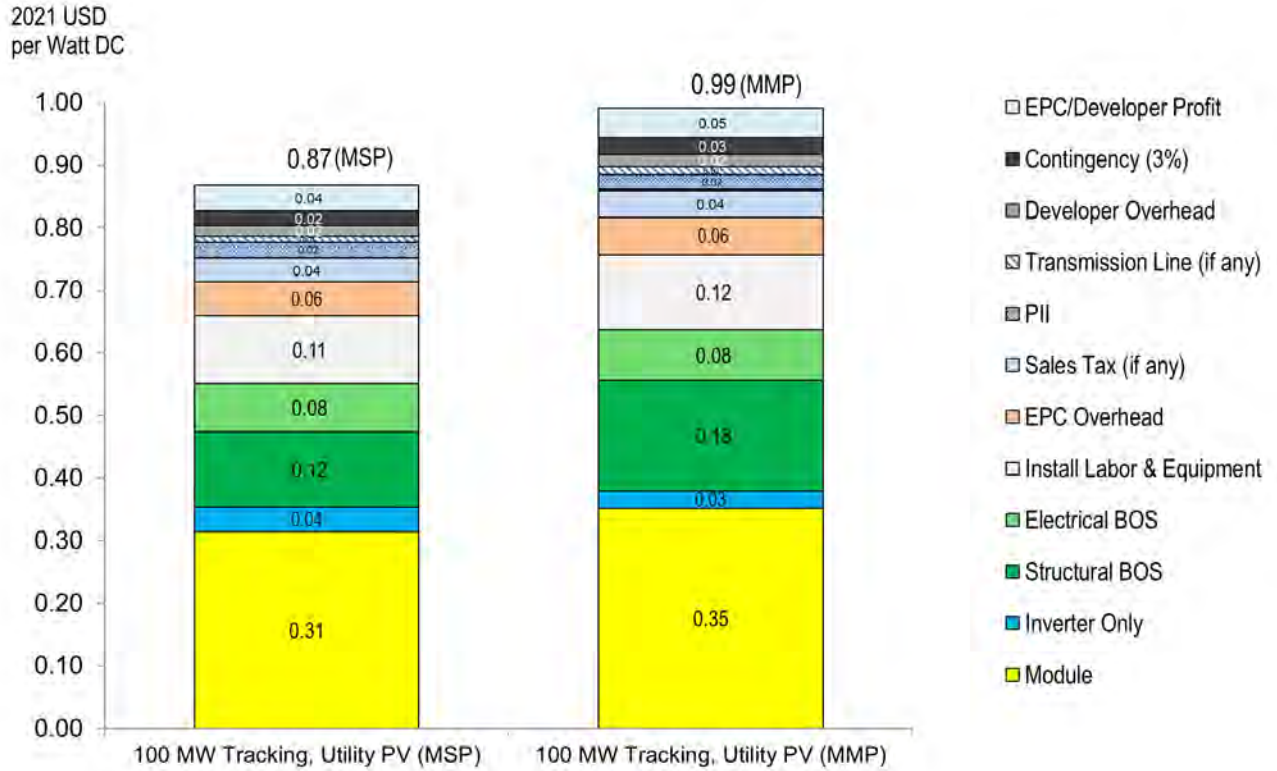 2021 USD
per Watt DC
1.00
0.90
0.80
0.70
0.60
0.50
0.40
0.30
0.20
0.10
0.00
0.87 (MSP)
0.04
0.02
0.02
0.02
0.04
0.06
0.11
0.08
0.12
0.04
0.31
0.99 (MMP)
0.05
0.03
0.02
0.02
0.04
0.06
0.12
0.08
0.18
0.03
0.35
100 MW Tracking, Utility PV (MSP)
100 MW Tracking, Utility PV (MMP)
EPC/Developer Profit
Contingency (3%)
Developer Overhead
Transmission Line (if any)
PII
Sales Tax (if any)
EPC Overhead
Install Labor & Equipment
Electrical BOS
Structural BOS
Inverter Only
Module